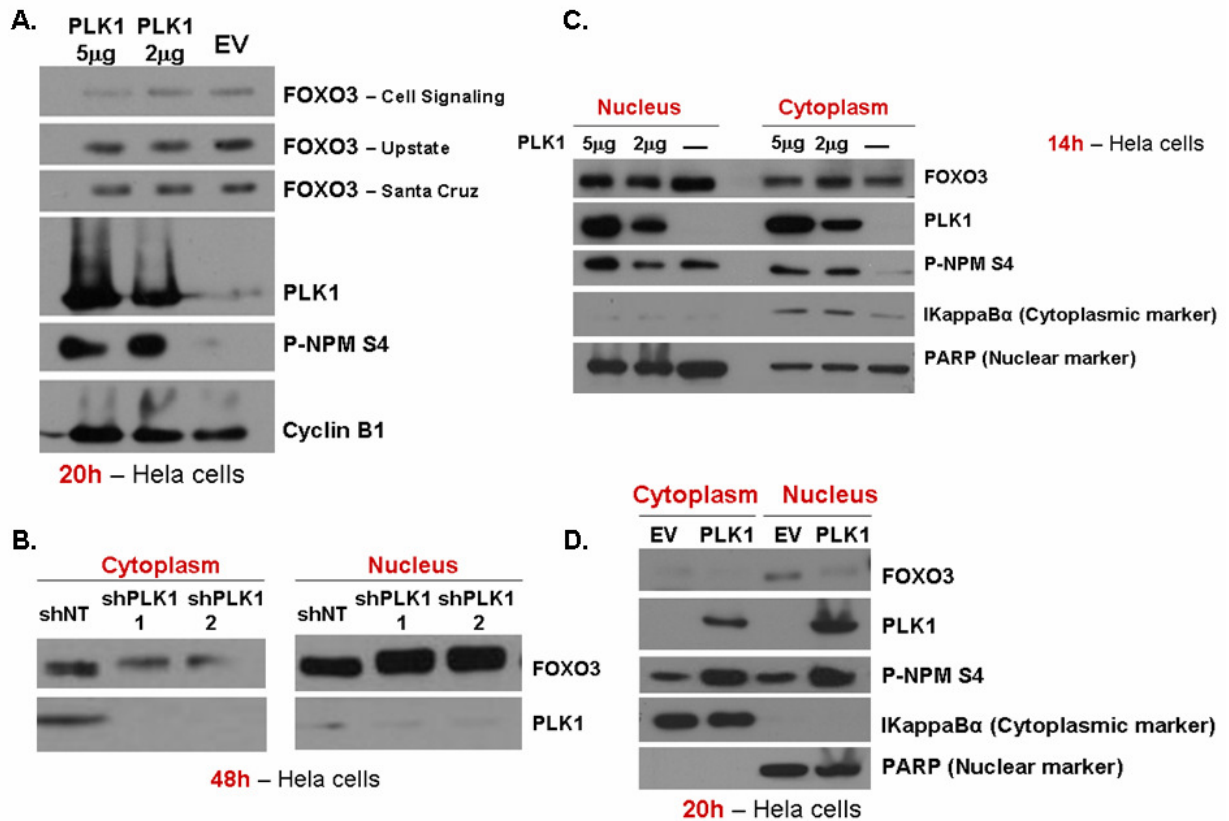 A.
PLK1 PLK1 EV
5µg 2µg
FOXO3 – Cell Signaling
FOXO3 – Upstate
FOXO3 – Santa Cruz
PLK1
P-NPM S4
Cyclin B1
20h – Hela cells
B.
Cytoplasm Nucleus
shNT shPLK1 1 shPLK1 2 shNT shPLK1 1 shPLK1 2
FOXO3
PLK1
48h – Hela cells
C.
Nucleus Cytoplasm
PLK1 5µg 2µg — 5µg 2µg —
14h – Hela cells
FOXO3
PLK1
P-NPM S4
IKappaBα (Cytoplasmic marker)
PARP (Nuclear marker)
D.
Cytoplasm Nucleus
EV PLK1 EV PLK1
FOXO3
PLK1
P-NPM S4
IKappaBα (Cytoplasmic marker)
PARP (Nuclear marker)
20h – Hela cells